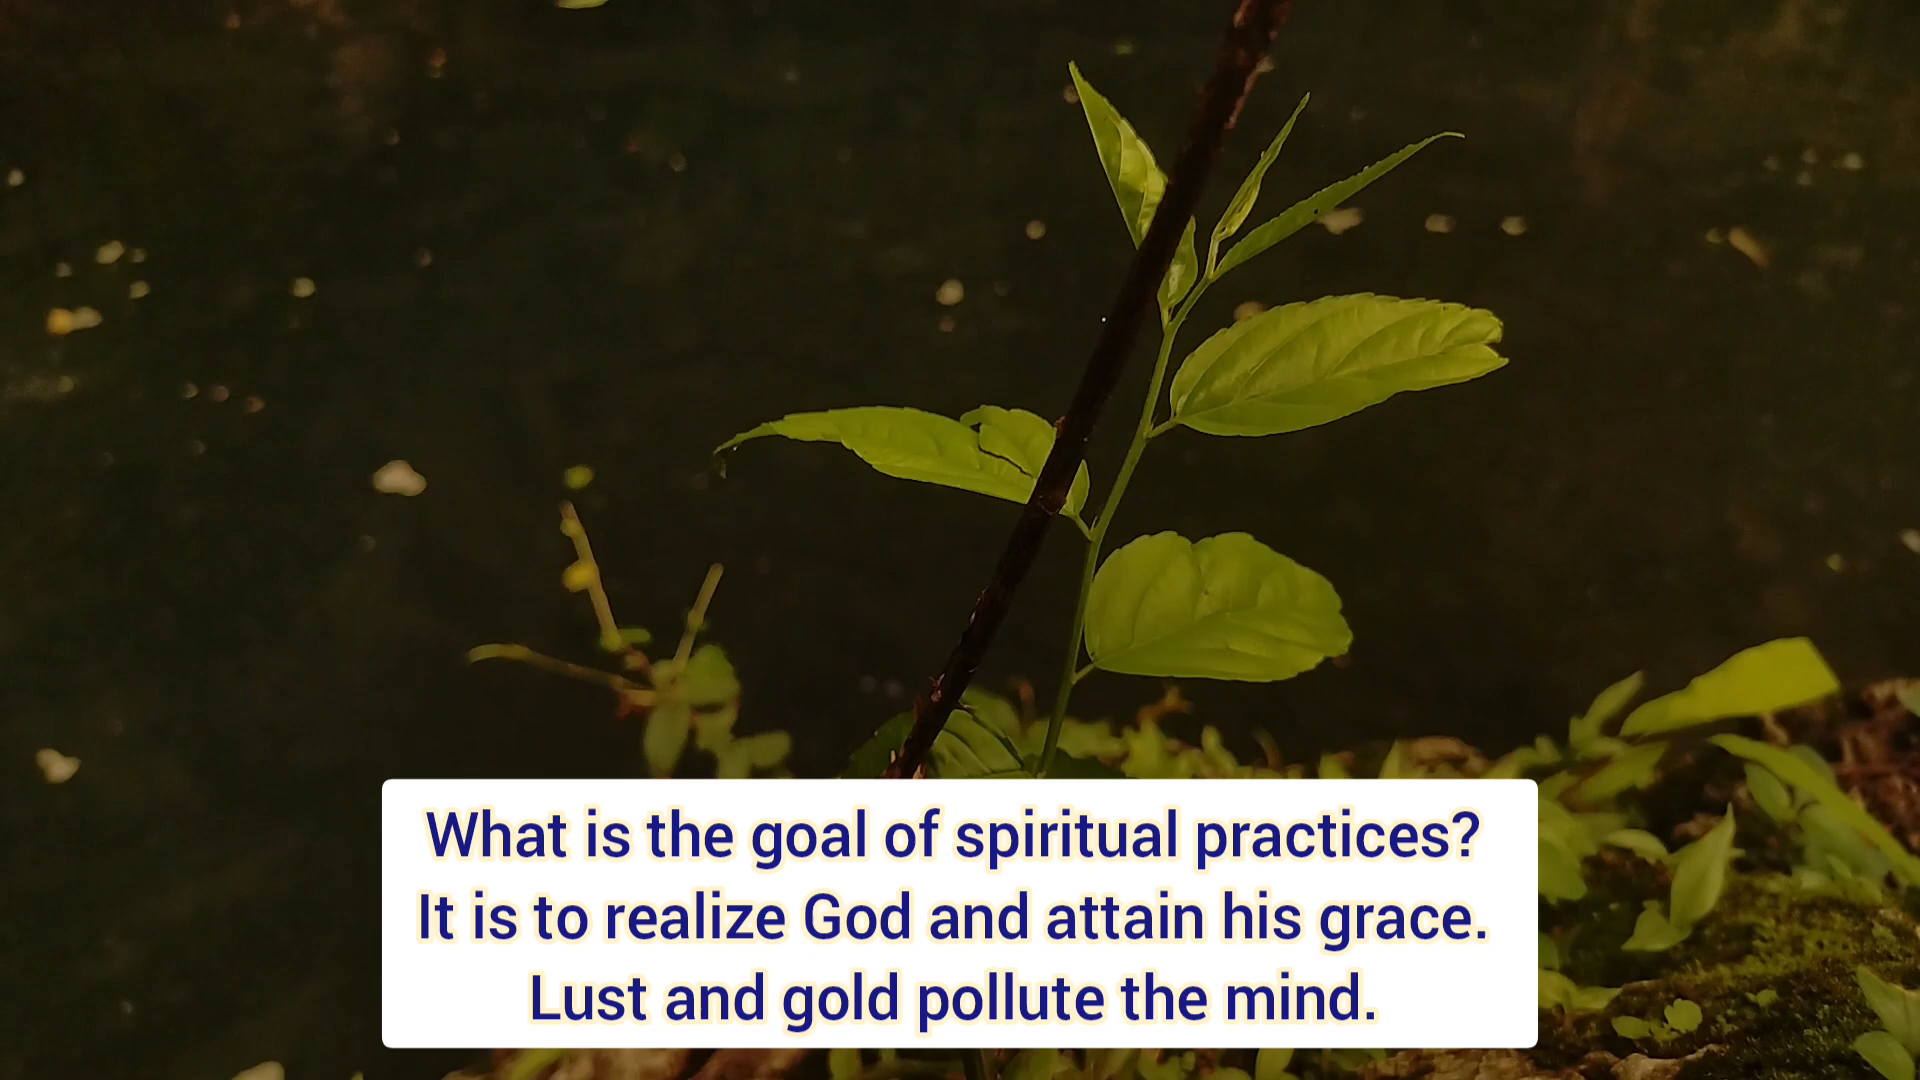 What is the goal of spiritual practices?
It is to realize God and attain his grace.
Lust and gold pollute the mind.